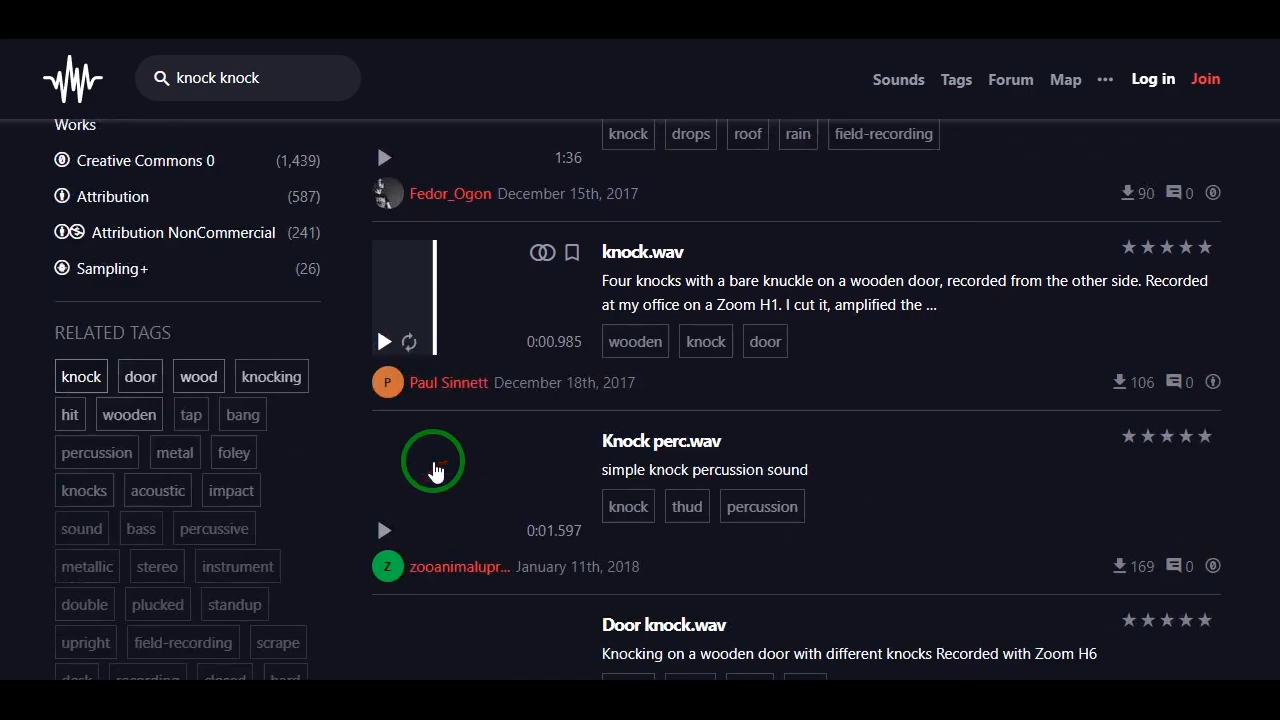 knock knock
Sounds Tags Forum Map ••• Log in Join
Works
Creative Commons 0 (1,439)
Attribution (587)
Attribution NonCommercial (241)
Sampling+ (26)
RELATED TAGS
knock door wood knocking
hit wooden tap bang
percussion metal foley
knocks acoustic impact
sound bass percussive
metallic stereo instrument
double plucked standup
upright field-recording scrape
desk recording closed hard
knock drops roof rain field-recording
1:36
Fedor_Ogon December 15th, 2017 90 0
knock.wav
Four knocks with a bare knuckle on a wooden door, recorded from the other side. Recorded
at my office on a Zoom H1. I cut it, amplified the ...
0:00.985 wooden knock door
P Paul Sinnett December 18th, 2017 106 0
Knock perc.wav
simple knock percussion sound
knock thud percussion
0:01.597
Z zooanimalupr... January 11th, 2018 169 0
Door knock.wav
Knocking on a wooden door with different knocks Recorded with Zoom H6